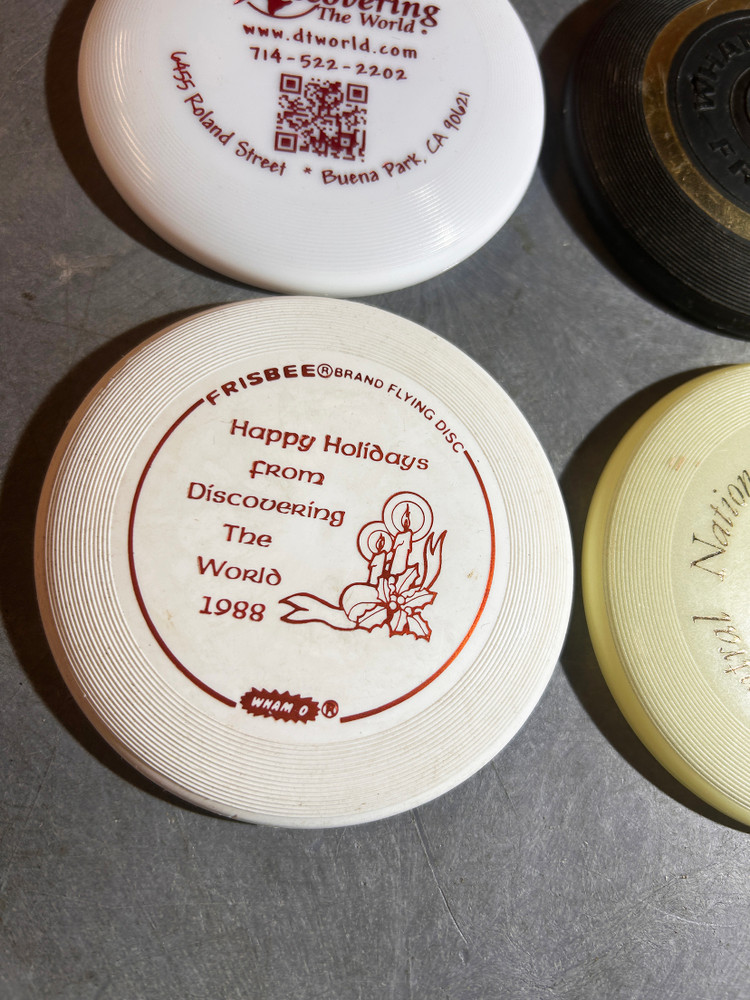 The World
www.dtworld.com
714-522-2202
6455 Roland Street * Buena Park, CA 90621
FRISBEE® BRAND FLYING DISC
Happy Holidays
from
Discovering
The
World
1988
WHAM O ®